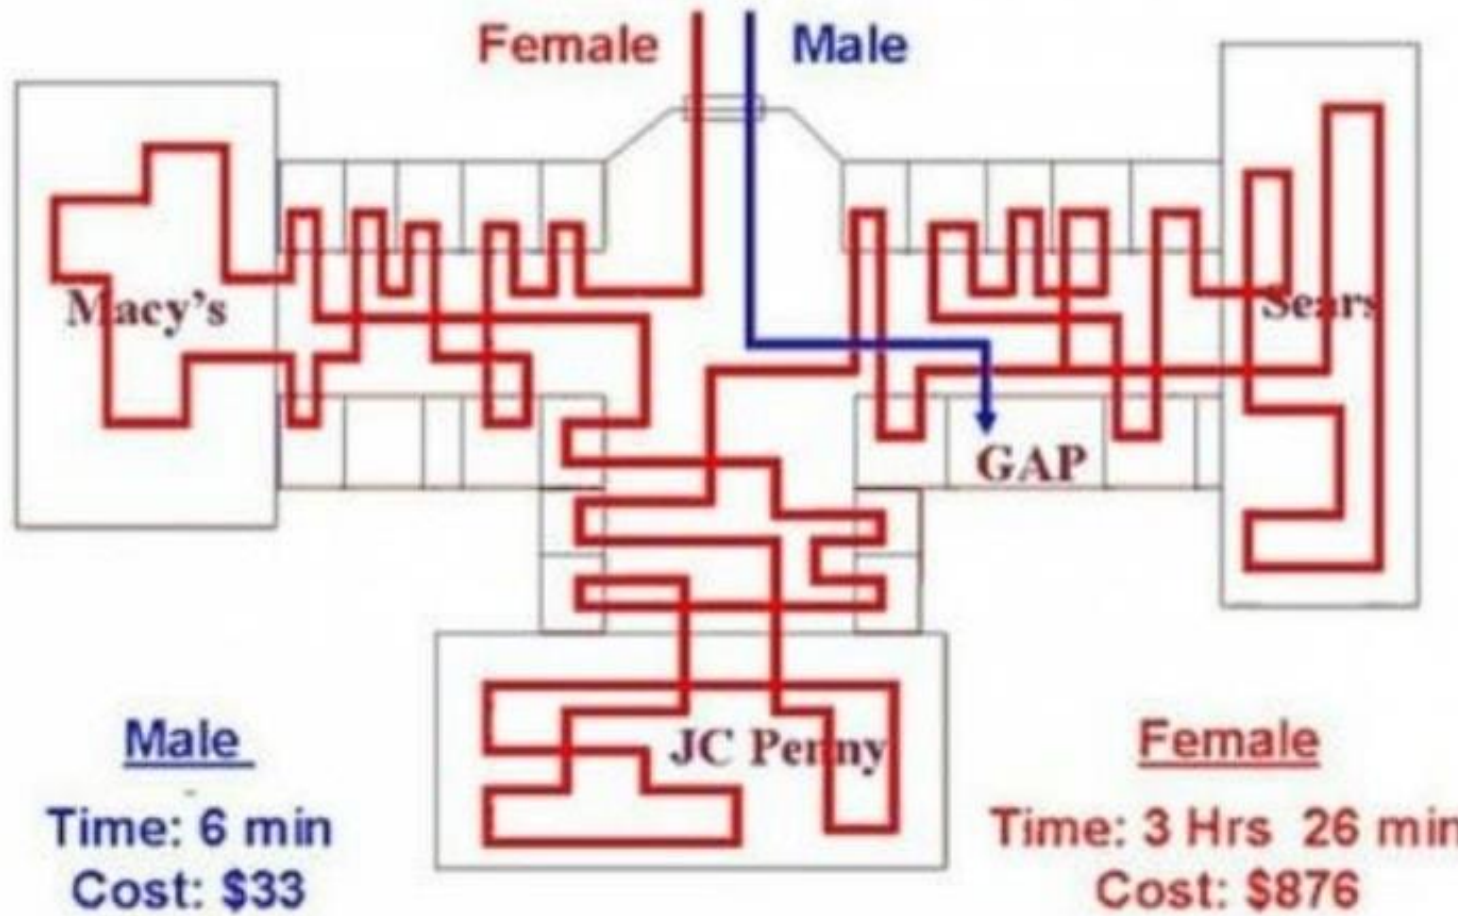 Female
Male
Macy's
Sears
GAP
JC Penny
Male
Time: 6 min
Cost: $33
Female
Time: 3 Hrs 26 min
Cost: $876